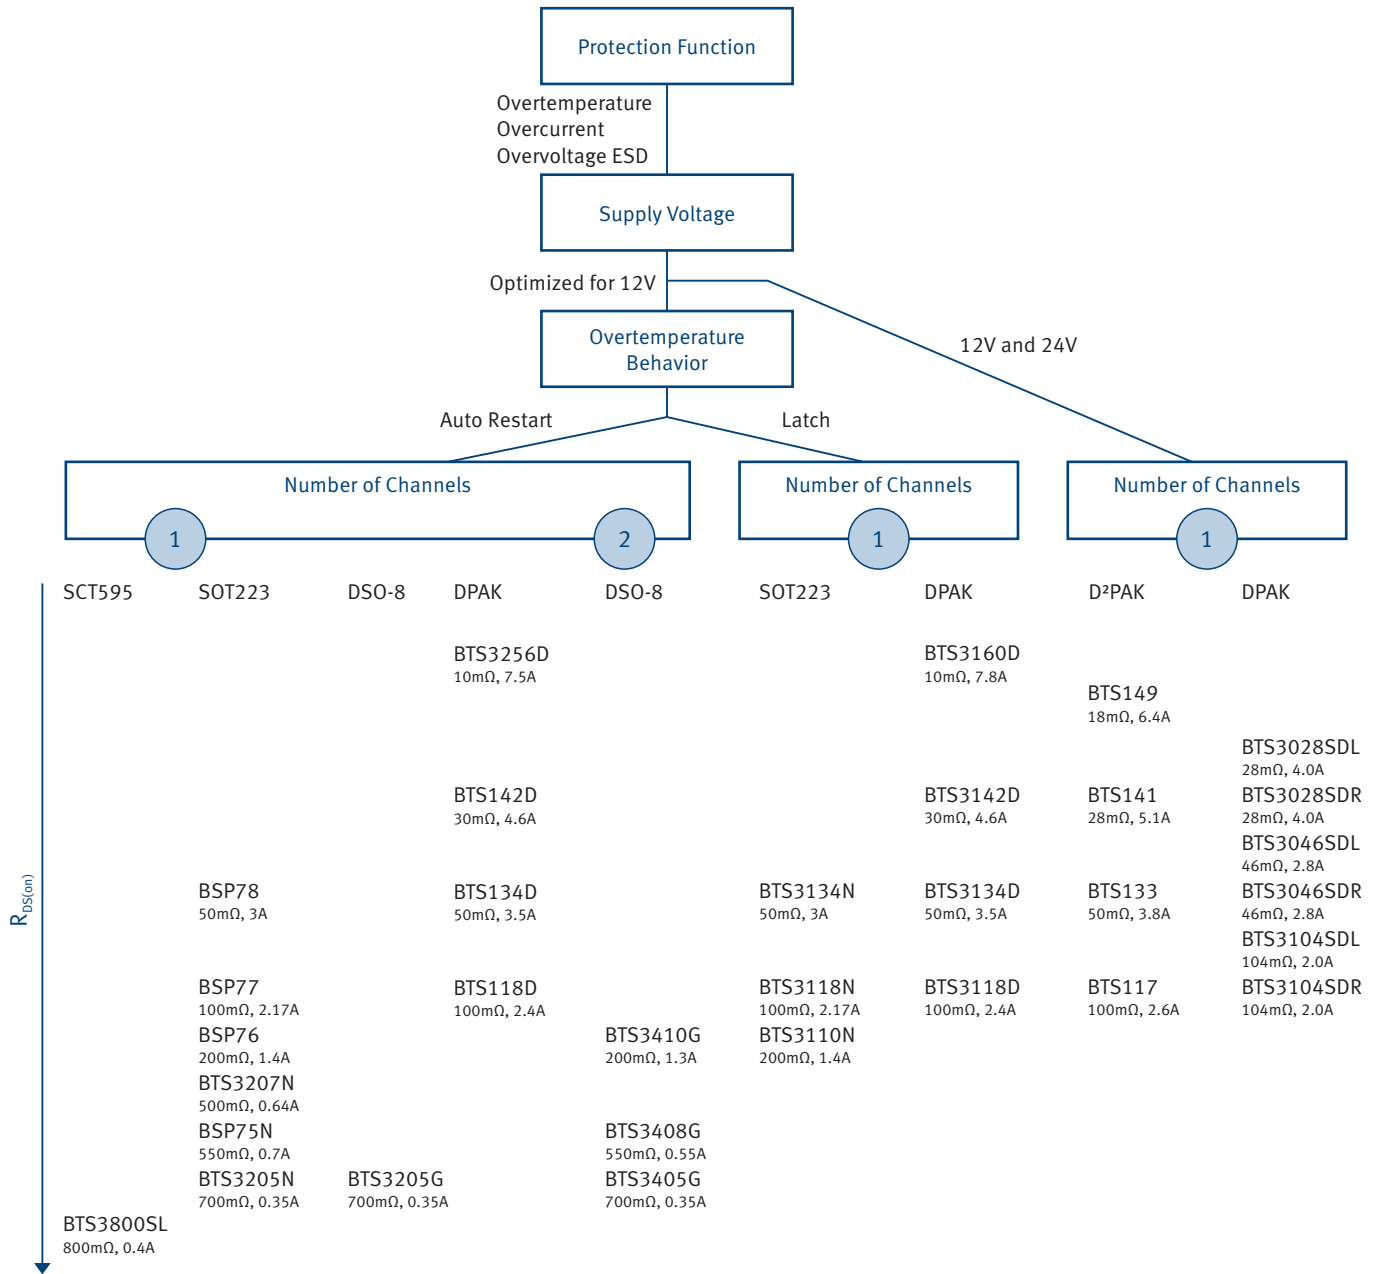 Protection Function
Overtemperature
Overcurrent
Overvoltage ESD
Supply Voltage
Optimized for 12V
12V and 24V
Overtemperature
Behavior
Auto Restart
Latch
Number of Channels
1
2
Number of Channels
1
Number of Channels
1
SCT595 SOT223 DSO-8 DPAK DSO-8 SOT223 DPAK D²PAK DPAK
RDS(on)
BTS3256D BTS3160D
10mΩ, 7.5A 10mΩ, 7.8A
BTS149
18mΩ, 6.4A
BTS3028SDL
28mΩ, 4.0A
BTS142D BTS3142D BTS141 BTS3028SDR
30mΩ, 4.6A 30mΩ, 4.6A 28mΩ, 5.1A 28mΩ, 4.0A
BTS3046SDL
46mΩ, 2.8A
BSP78 BTS134D BTS3134N BTS3134D BTS133 BTS3046SDR
50mΩ, 3A 50mΩ, 3.5A 50mΩ, 3A 50mΩ, 3.5A 50mΩ, 3.8A 46mΩ, 2.8A
BTS3104SDL
104mΩ, 2.0A
BSP77 BTS118D BTS3118N BTS3118D BTS117 BTS3104SDR
100mΩ, 2.17A 100mΩ, 2.4A 100mΩ, 2.17A 100mΩ, 2.4A 100mΩ, 2.6A 104mΩ, 2.0A
BSP76 BTS3410G BTS3110N
200mΩ, 1.4A 200mΩ, 1.3A 200mΩ, 1.4A
BTS3207N
500mΩ, 0.64A
BSP75N BTS3408G
550mΩ, 0.7A 550mΩ, 0.55A
BTS3205N BTS3205G BTS3405G
700mΩ, 0.35A 700mΩ, 0.35A 700mΩ, 0.35A
BTS3800SL
800mΩ, 0.4A